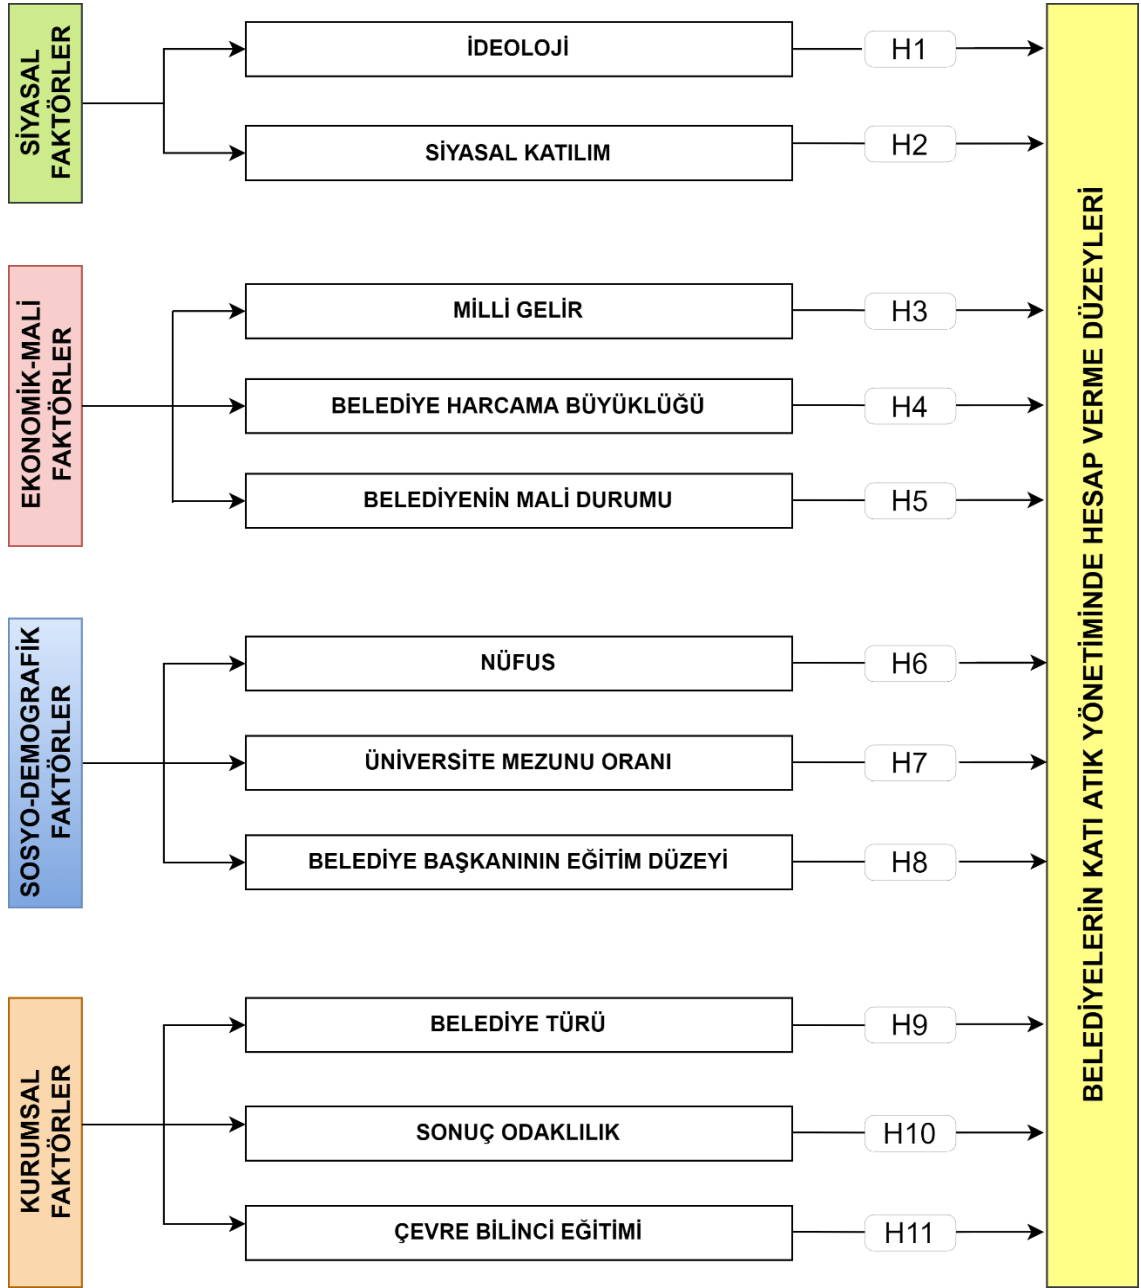 SİYASAL
FAKTÖRLER
İDEOLOJİ
H1
SİYASAL KATILIM
H2
EKONOMİK-MALİ
FAKTÖRLER
MİLLİ GELİR
H3
BELEDİYE HARCAMA BÜYÜKLÜĞÜ
H4
BELEDİYENİN MALİ DURUMU
H5
SOSYO-DEMOGRAFİK
FAKTÖRLER
NÜFUS
H6
ÜNİVERSİTE MEZUNU ORANI
H7
BELEDİYE BAŞKANININ EĞİTİM DÜZEYİ
H8
KURUMSAL
FAKTÖRLER
BELEDİYE TÜRÜ
H9
SONUÇ ODAKLILIK
H10
ÇEVRE BİLİNCİ EĞİTİMİ
H11
BELEDİYELERİN KATI ATIK YÖNETİMİNDE HESAP VERME DÜZEYLERİ